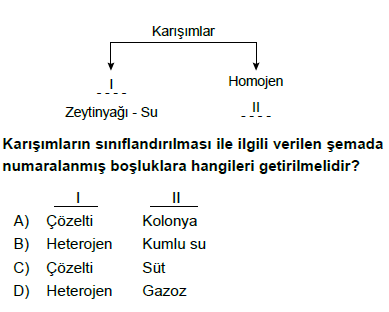 Karışımlar
I
Homojen
Zeytinyağı - Su
II
Karışımların sınıflandırılması ile ilgili verilen şemada
numaralanmış boşluklara hangileri getirilmelidir?
I II
A) Çözelti Kolonya
B) Heterojen Kumlu su
C) Çözelti Süt
D) Heterojen Gazoz